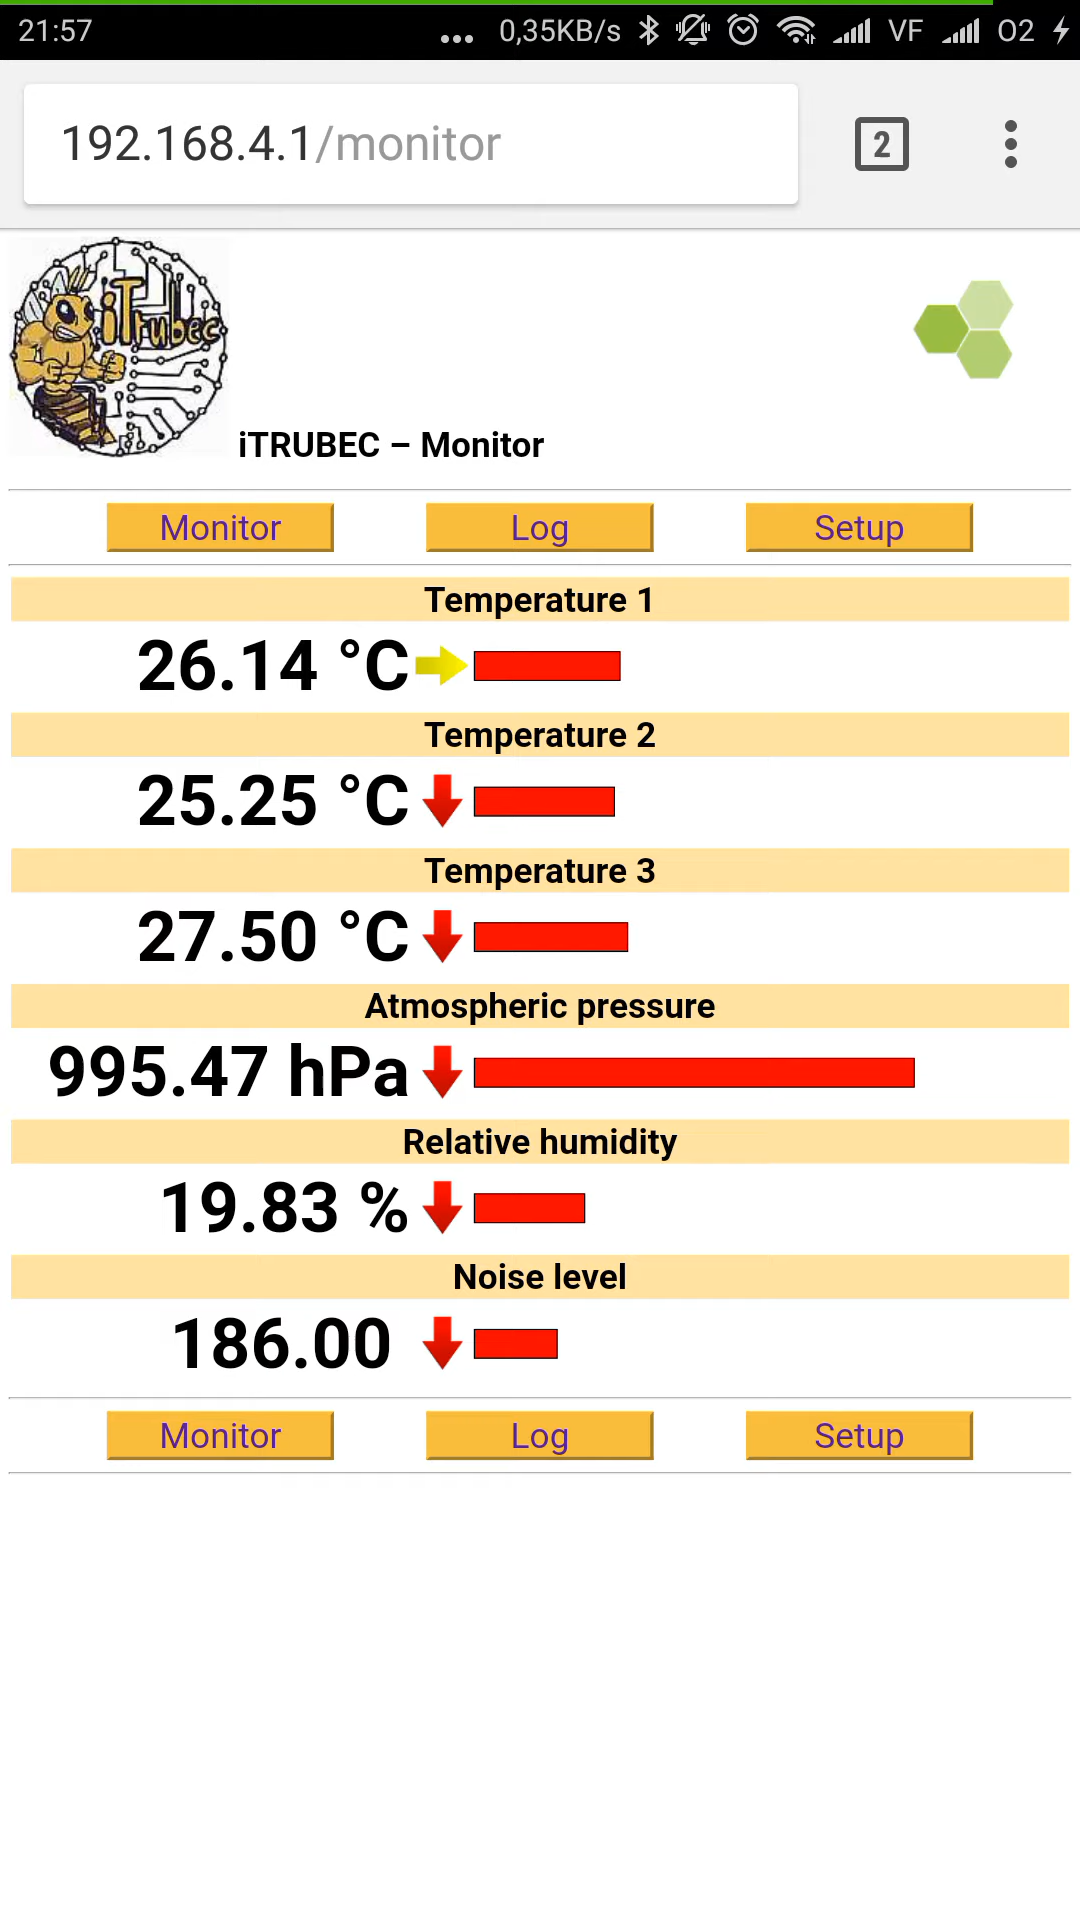 21:57 ... 0,35KB/s VF O2
192.168.4.1/monitor 2
iTrubec
iTRUBEC – Monitor
Monitor Log Setup
Temperature 1
26.14 °C
Temperature 2
25.25 °C
Temperature 3
27.50 °C
Atmospheric pressure
995.47 hPa
Relative humidity
19.83 %
Noise level
186.00
Monitor Log Setup